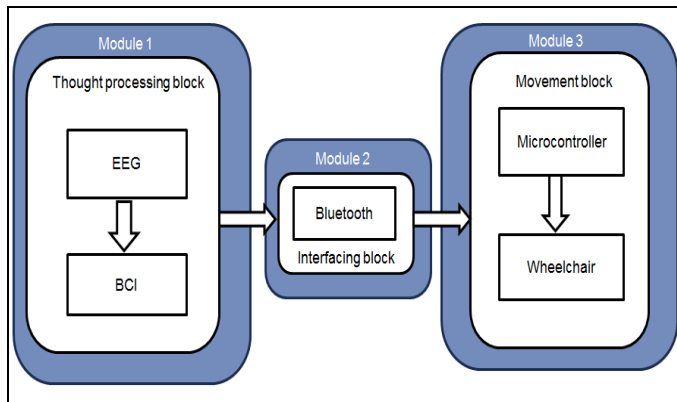 Module 1
Thought processing block
EEG
BCI
Module 2
Bluetooth
Interfacing block
Module 3
Movement block
Microcontroller
Wheelchair